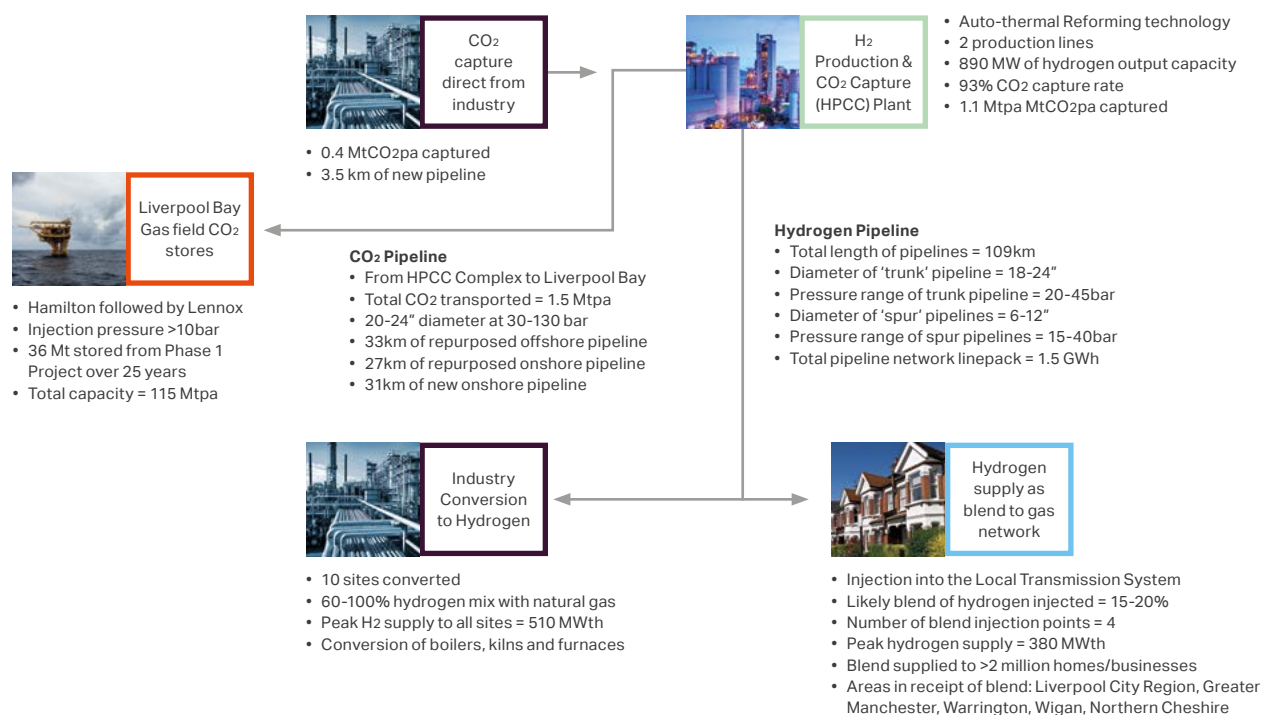 CO2
capture
direct from
industry
• 0.4 MtCO2pa captured
• 3.5 km of new pipeline
H2
Production &
CO2 Capture
(HPCC) Plant
• Auto-thermal Reforming technology
• 2 production lines
• 890 MW of hydrogen output capacity
• 93% CO2 capture rate
• 1.1 Mtpa MtCO2pa captured
Liverpool Bay
Gas field CO2
stores
• Hamilton followed by Lennox
• Injection pressure >10bar
• 36 Mt stored from Phase 1
Project over 25 years
• Total capacity = 115 Mtpa
CO2 Pipeline
• From HPCC Complex to Liverpool Bay
• Total CO2 transported = 1.5 Mtpa
• 20-24” diameter at 30-130 bar
• 33km of repurposed offshore pipeline
• 27km of repurposed onshore pipeline
• 31km of new onshore pipeline
Hydrogen Pipeline
• Total length of pipelines = 109km
• Diameter of ‘trunk’ pipeline = 18-24”
• Pressure range of trunk pipeline = 20-45bar
• Diameter of ‘spur’ pipelines = 6-12”
• Pressure range of spur pipelines = 15-40bar
• Total pipeline network linepack = 1.5 GWh
Industry
Conversion
to Hydrogen
• 10 sites converted
• 60-100% hydrogen mix with natural gas
• Peak H2 supply to all sites = 510 MWth
• Conversion of boilers, kilns and furnaces
Hydrogen
supply as
blend to gas
network
• Injection into the Local Transmission System
• Likely blend of hydrogen injected = 15-20%
• Number of blend injection points = 4
• Peak hydrogen supply = 380 MWth
• Blend supplied to >2 million homes/businesses
• Areas in receipt of blend: Liverpool City Region, Greater
Manchester, Warrington, Wigan, Northern Cheshire